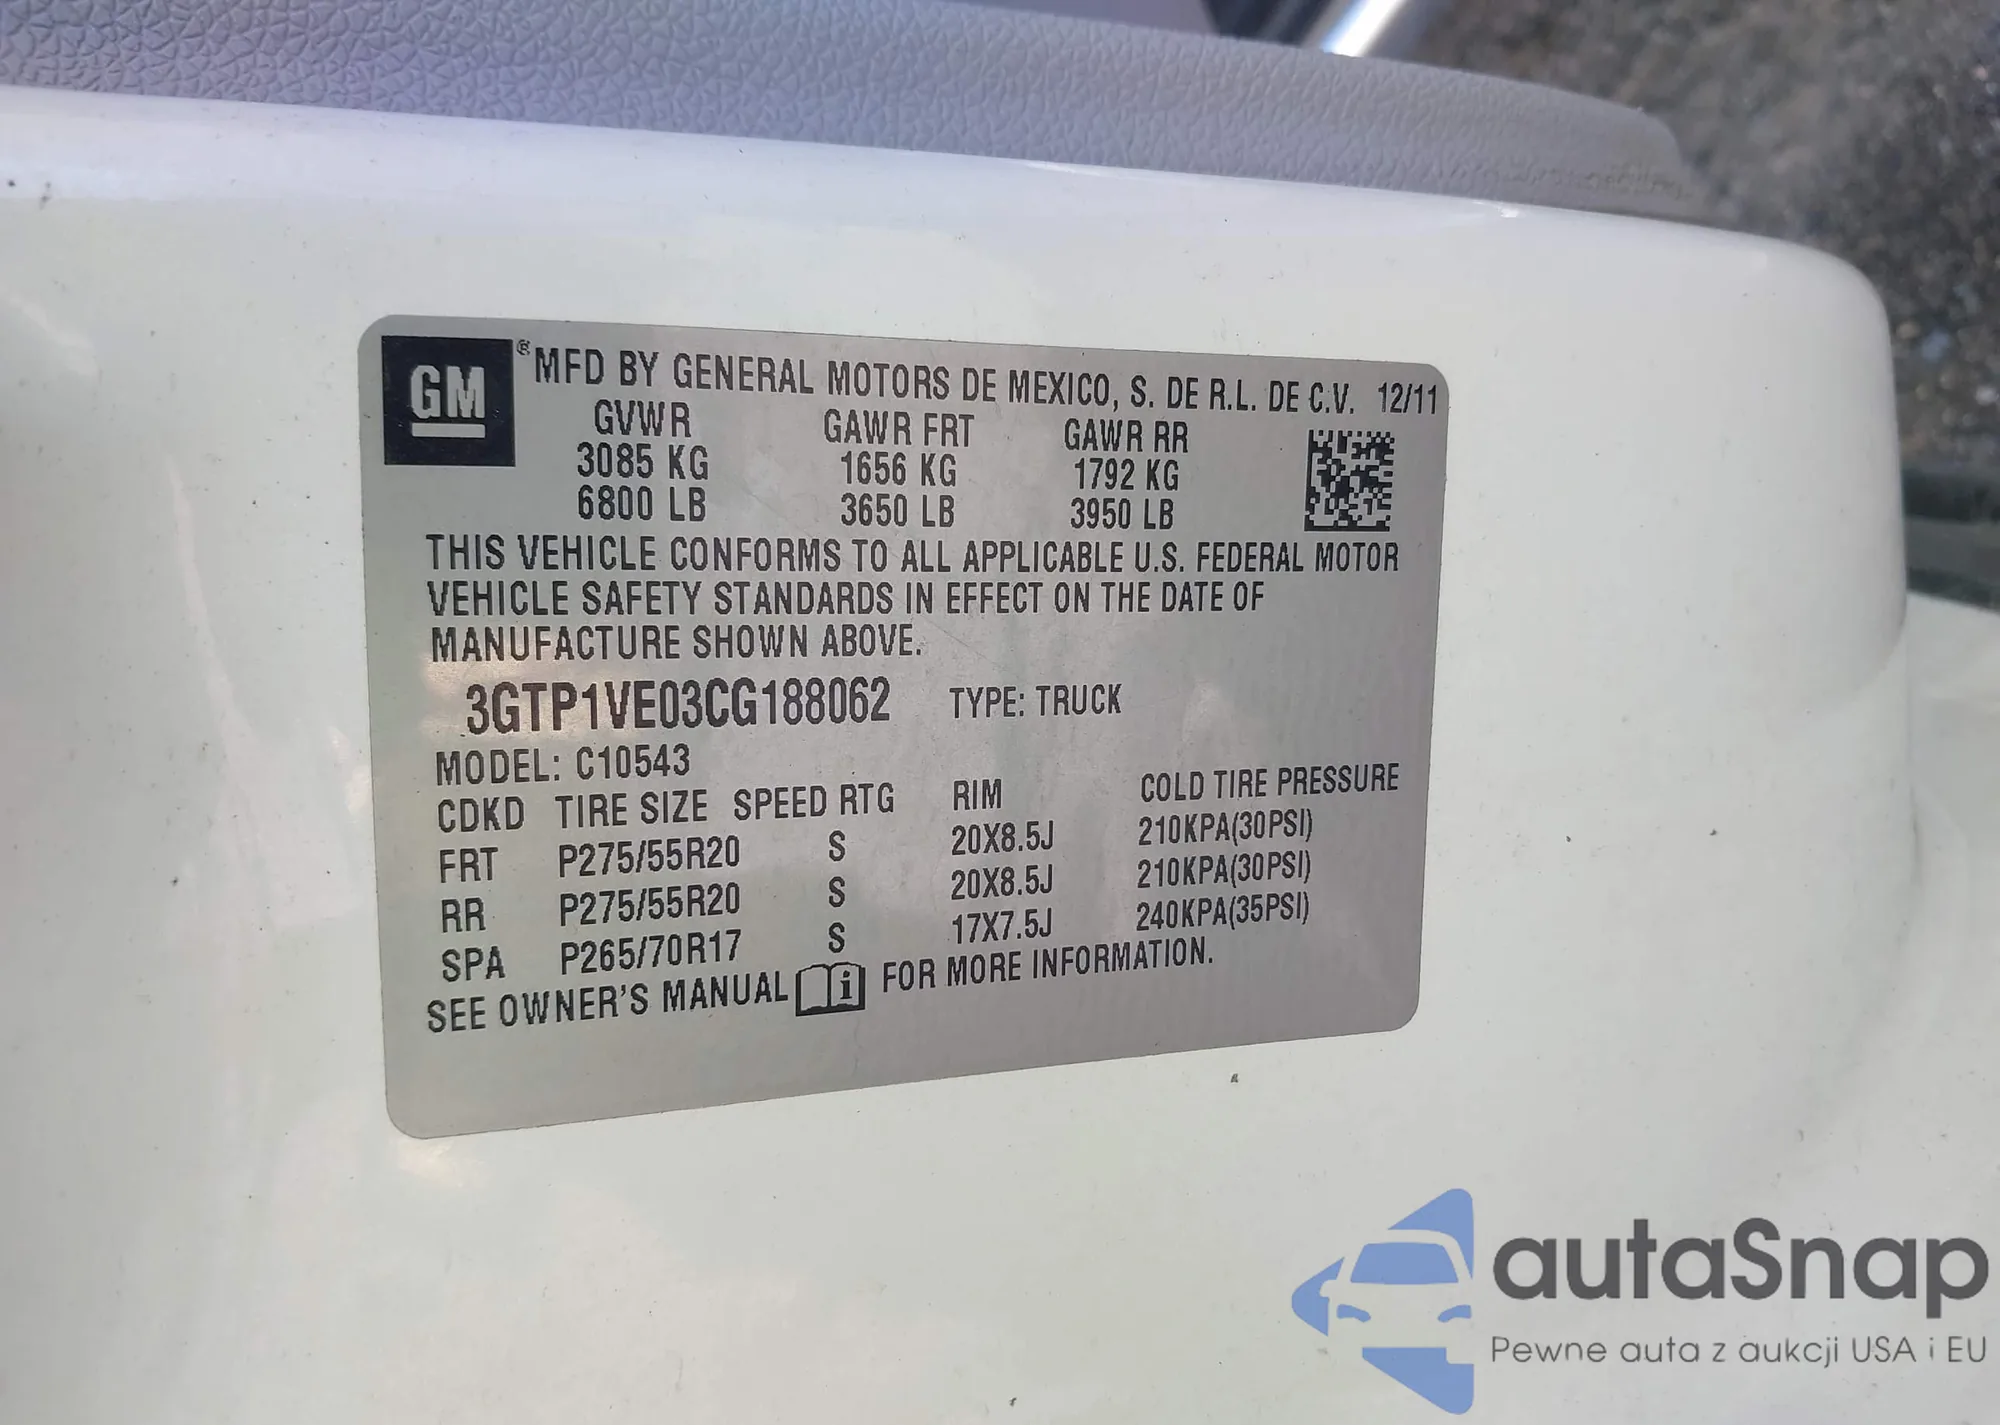 GM ® MFD BY GENERAL MOTORS DE MEXICO, S. DE R.L. DE C.V. 12/11
GVWR GAWR FRT GAWR RR
3085 KG 1656 KG 1792 KG
6800 LB 3650 LB 3950 LB
THIS VEHICLE CONFORMS TO ALL APPLICABLE U.S. FEDERAL MOTOR
VEHICLE SAFETY STANDARDS IN EFFECT ON THE DATE OF
MANUFACTURE SHOWN ABOVE.
3GTP1VE03CG188062 TYPE: TRUCK
MODEL: C10543
CDKD TIRE SIZE SPEED RTG RIM COLD TIRE PRESSURE
FRT P275/55R20 S 20X8.5J 210KPA(30PSI)
RR P275/55R20 S 20X8.5J 210KPA(30PSI)
SPA P265/70R17 S 17X7.5J 240KPA(35PSI)
SEE OWNER'S MANUAL i FOR MORE INFORMATION.
autaSnap
Pewne auta z aukcji USA i EU